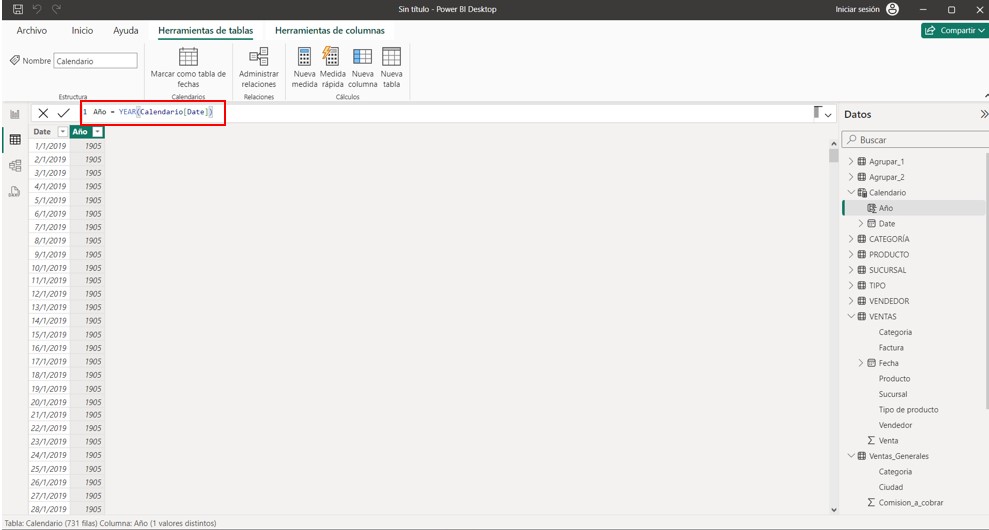 Sin título - Power BI Desktop
Iniciar sesión
Archivo Inicio Ayuda Herramientas de tablas Herramientas de columnas
Compartir
Nombre Calendario
Marcar como tabla de fechas
Administrar relaciones
Nueva medida
Medida rápida
Nueva columna
Nueva tabla
Estructura Calendarios Relaciones Cálculos
1 Año = YEAR(Calendario[Date])
Date Año
1/1/2019 1905
2/1/2019 1905
3/1/2019 1905
4/1/2019 1905
5/1/2019 1905
6/1/2019 1905
7/1/2019 1905
8/1/2019 1905
9/1/2019 1905
10/1/2019 1905
11/1/2019 1905
12/1/2019 1905
13/1/2019 1905
14/1/2019 1905
15/1/2019 1905
16/1/2019 1905
17/1/2019 1905
18/1/2019 1905
19/1/2019 1905
20/1/2019 1905
21/1/2019 1905
22/1/2019 1905
23/1/2019 1905
24/1/2019 1905
25/1/2019 1905
26/1/2019 1905
27/1/2019 1905
28/1/2019 1905
Datos
Buscar
Agrupar_1
Agrupar_2
Calendario
Año
Date
CATEGORÍA
PRODUCTO
SUCURSAL
TIPO
VENDEDOR
VENTAS
Categoria
Factura
Fecha
Producto
Sucursal
Tipo de producto
Vendedor
Venta
Ventas_Generales
Categoria
Ciudad
Comision_a_cobrar
Tabla: Calendario (731 filas) Columna: Año (1 valores distintos)